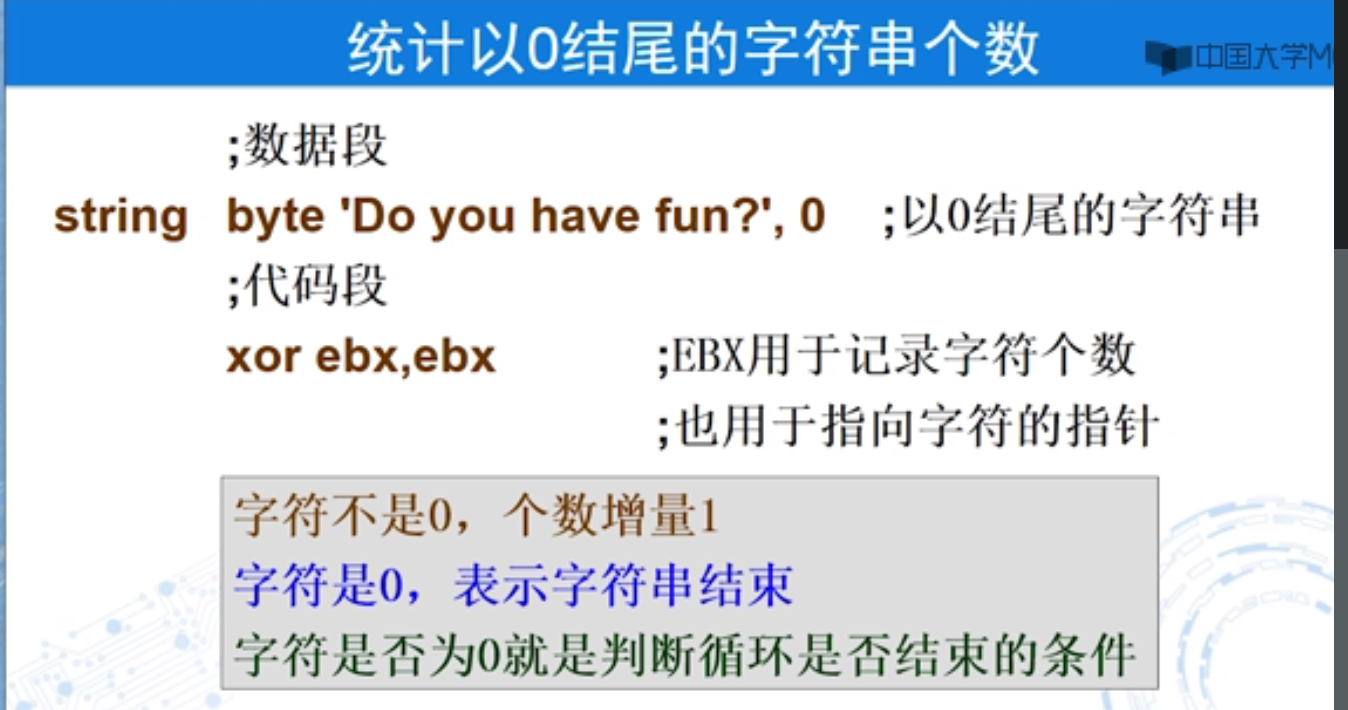 统计以0结尾的字符串个数
中国大学M
;数据段
string byte 'Do you have fun?', 0 ;以0结尾的字符串
;代码段
xor ebx,ebx ;EBX用于记录字符个数
;也用于指向字符的指针
字符不是0，个数增量1
字符是0，表示字符串结束
字符是否为0就是判断循环是否结束的条件